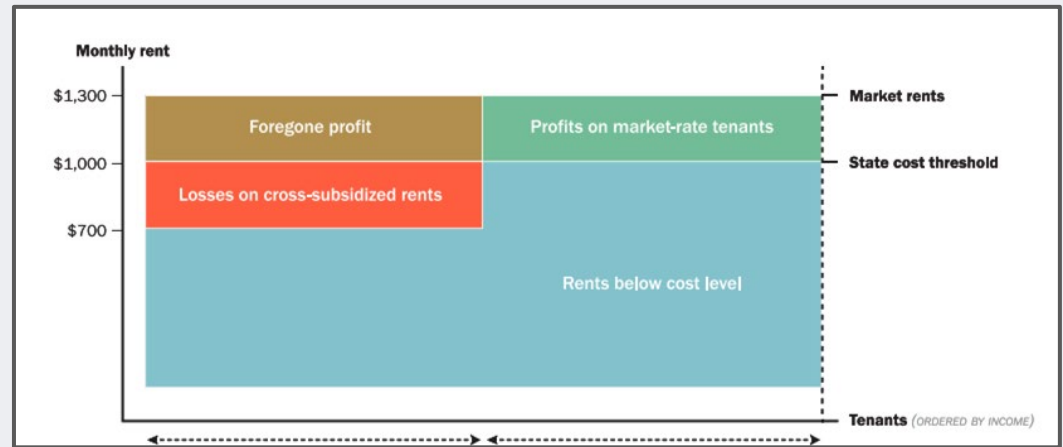 Monthly rent
$1,300
Market rents
Foregone profit
Profits on market-rate tenants
$1,000
State cost threshold
Losses on cross-subsidized rents
$700
Rents below cost level
Tenants (ORDERED BY INCOME)